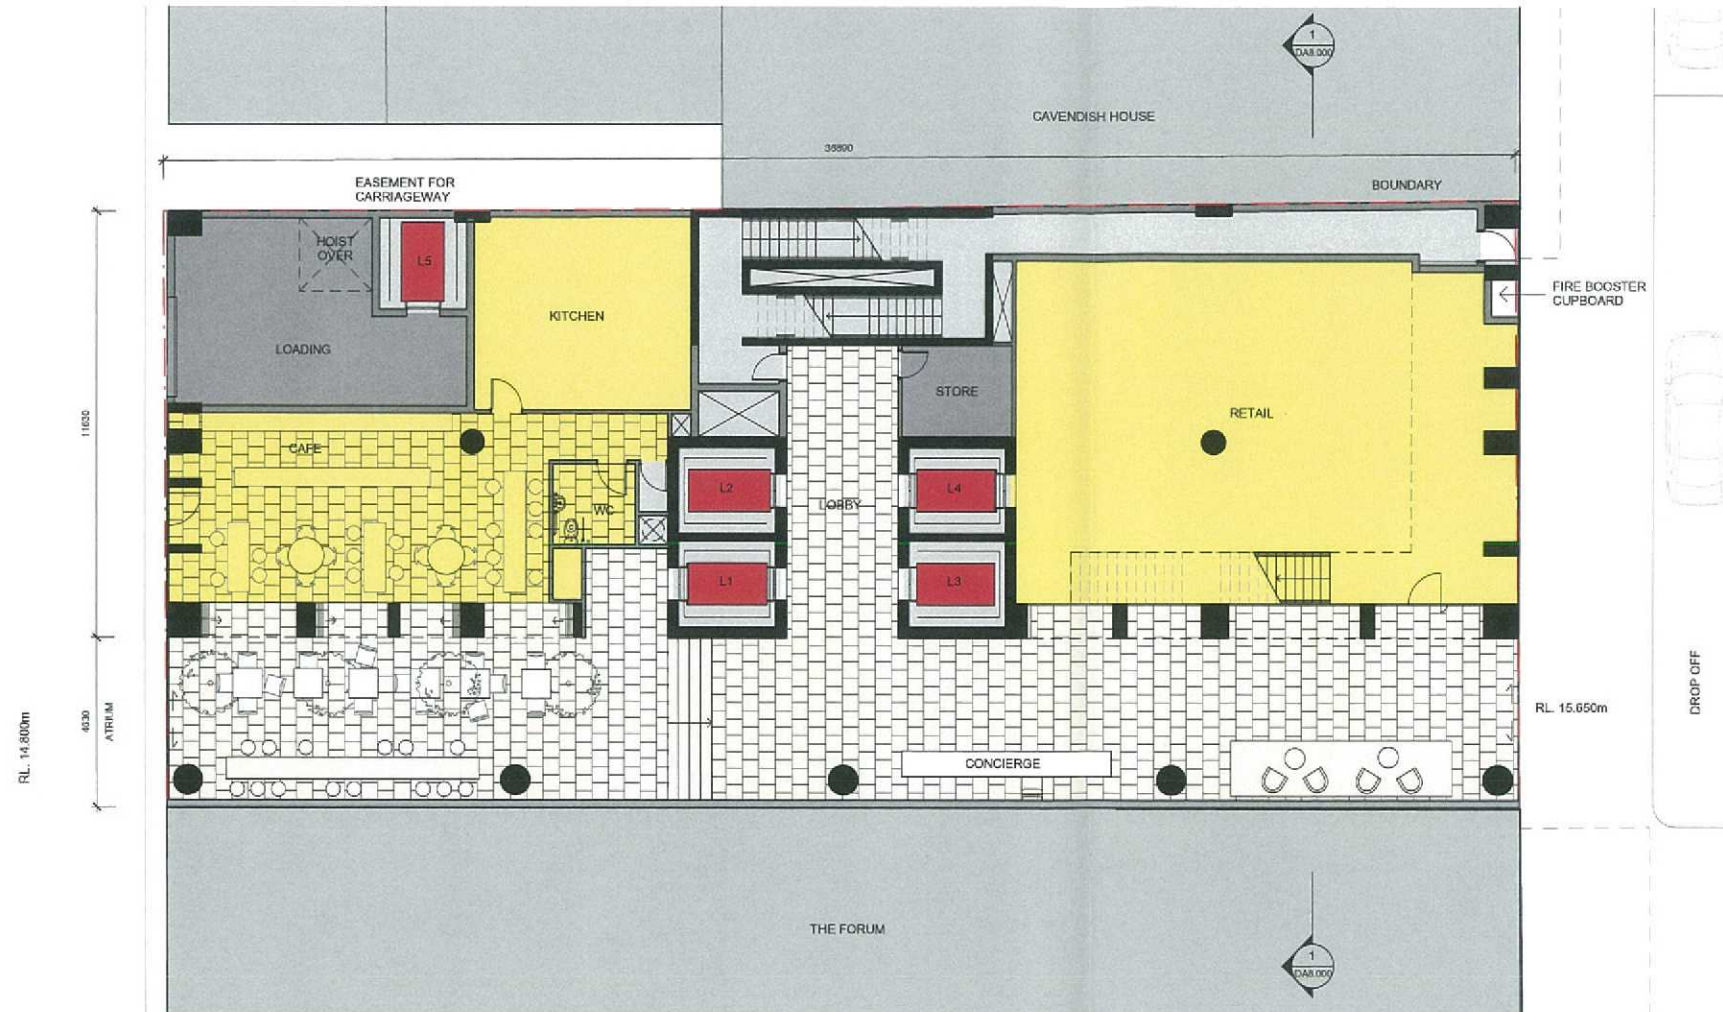 1
DA8.000
CAVENDISH HOUSE
36890
EASEMENT FOR
CARRIAGEWAY
BOUNDARY
HOIST
OVER
L5
KITCHEN
LOADING
FIRE BOOSTER
CUPBOARD
STORE
RETAIL
11630
CAFE
L2
LOBBY
L4
WC
L1
L3
DROP OFF
RL. 14.800m
4630
ATRIUM
RL. 15.650m
CONCIERGE
THE FORUM
1
DA8.000